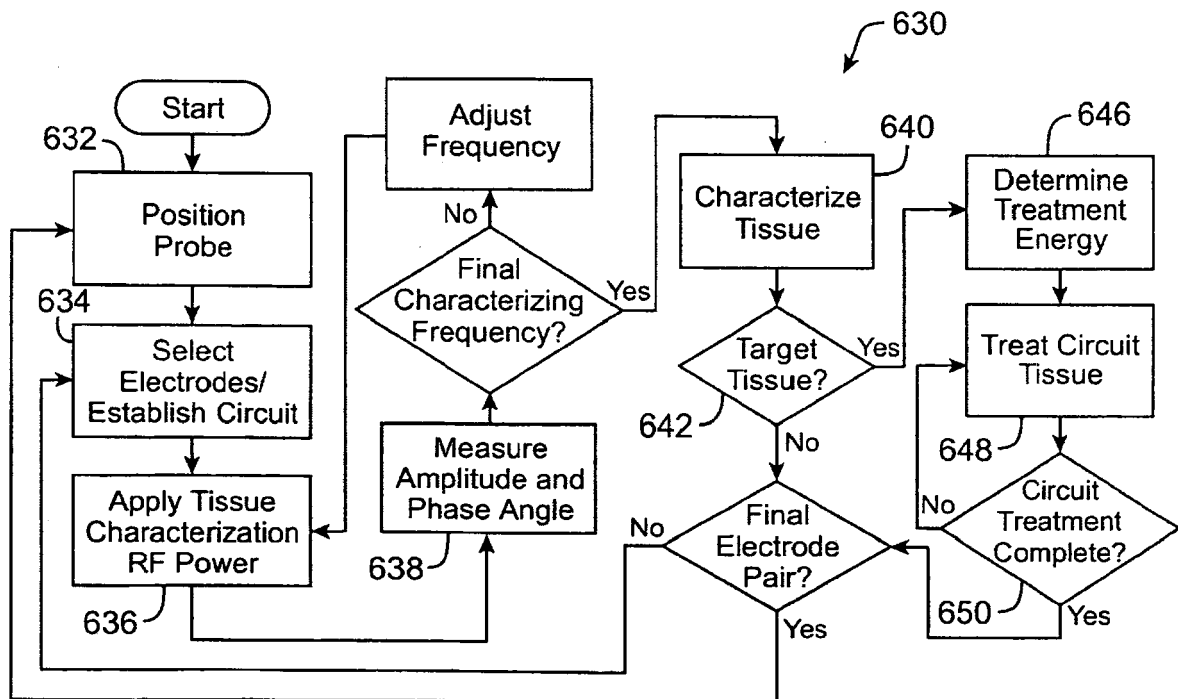 630
Start
632
Position
Probe
634
Select
Electrodes/
Establish Circuit
Apply Tissue
Characterization
RF Power
636
Adjust
Frequency
No
Final
Characterizing
Frequency?
Yes
Measure
Amplitude and
Phase Angle
638
640
Characterize
Tissue
Target
Tissue?
Yes
642
No
Final
Electrode
Pair?
No
Yes
646
Determine
Treatment
Energy
Treat Circuit
Tissue
648
No
Circuit
Treatment
Complete?
650
Yes